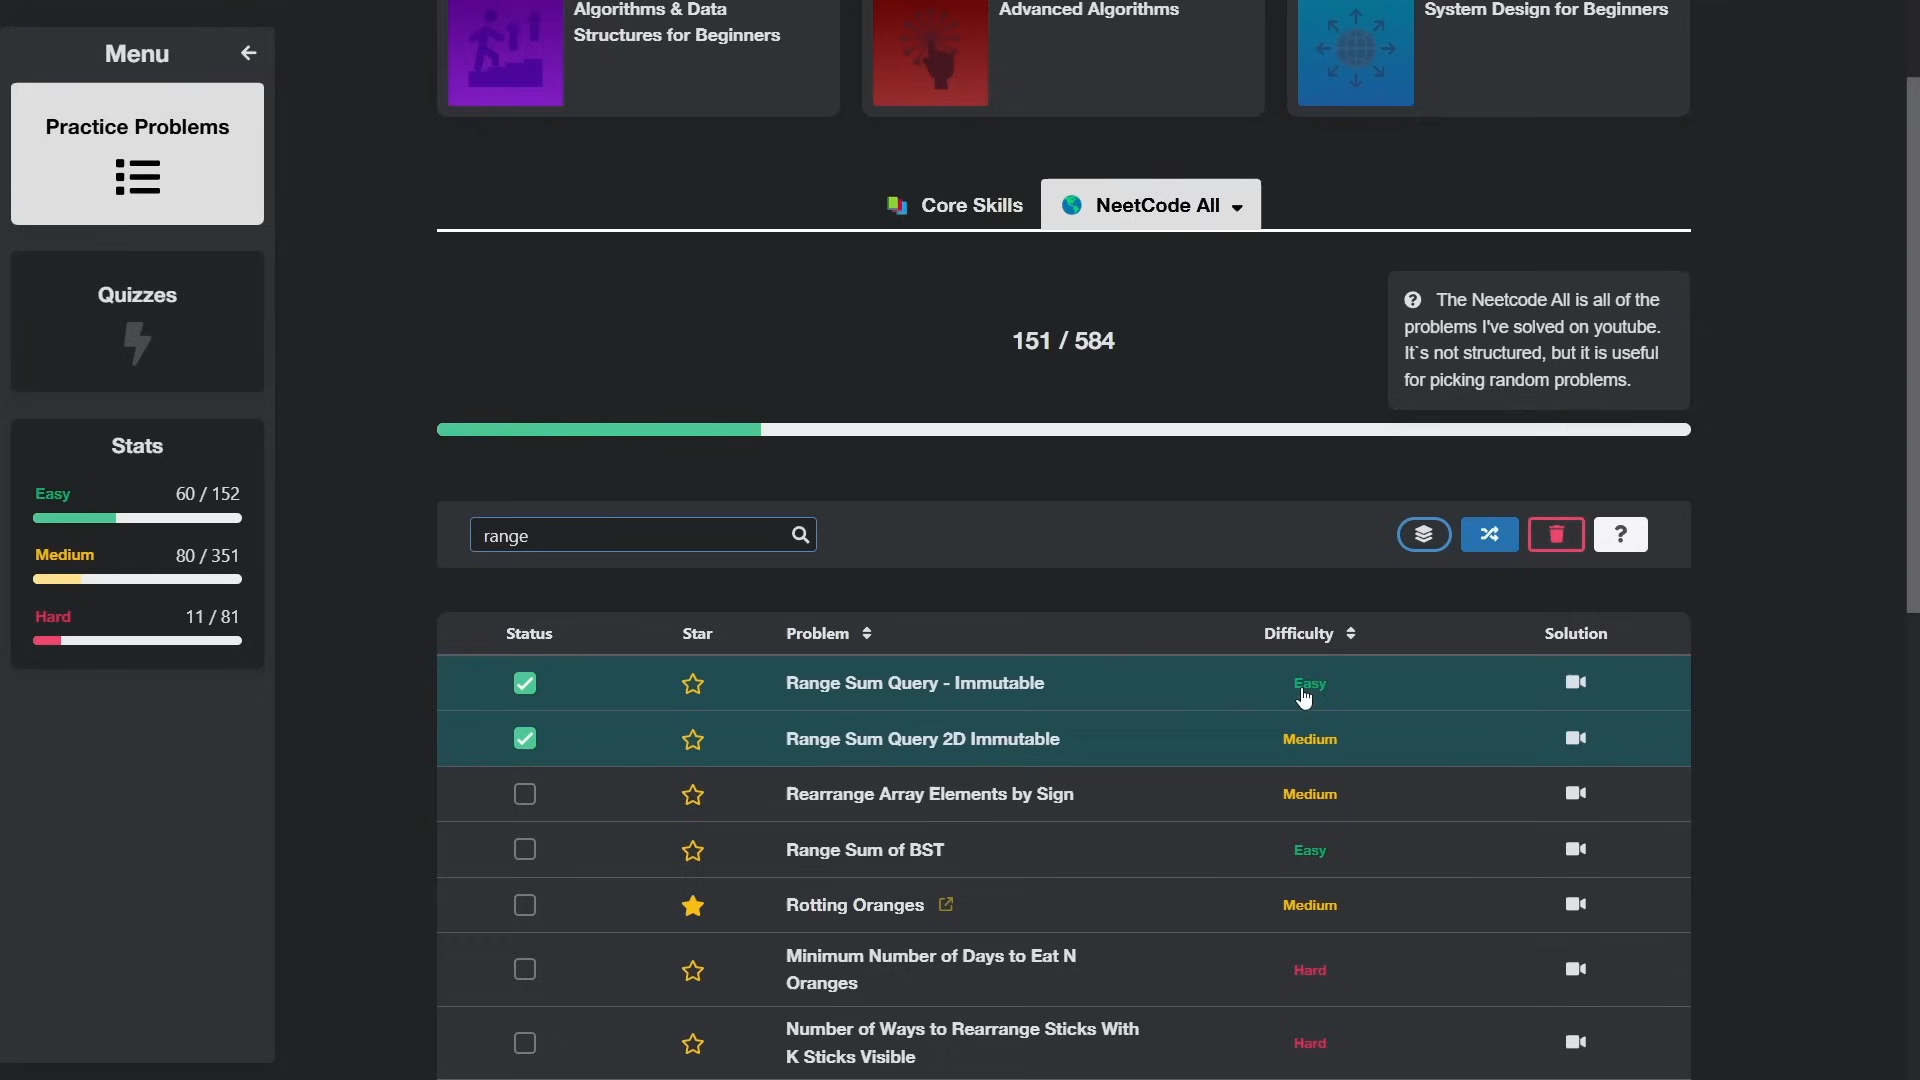 Menu
Practice Problems
Quizzes
Stats
Easy 60 / 152
Medium 80 / 351
Hard 11 / 81
Algorithms & Data
Structures for Beginners
Advanced Algorithms
System Design for Beginners
Core Skills
NeetCode All
151 / 584
? The Neetcode All is all of the
problems I've solved on youtube.
It`s not structured, but it is useful
for picking random problems.
range
?
Status Star Problem Difficulty Solution
Range Sum Query - Immutable Easy
Range Sum Query 2D Immutable Medium
Rearrange Array Elements by Sign Medium
Range Sum of BST Easy
Rotting Oranges Medium
Minimum Number of Days to Eat N
Oranges
Hard
Number of Ways to Rearrange Sticks With
K Sticks Visible
Hard